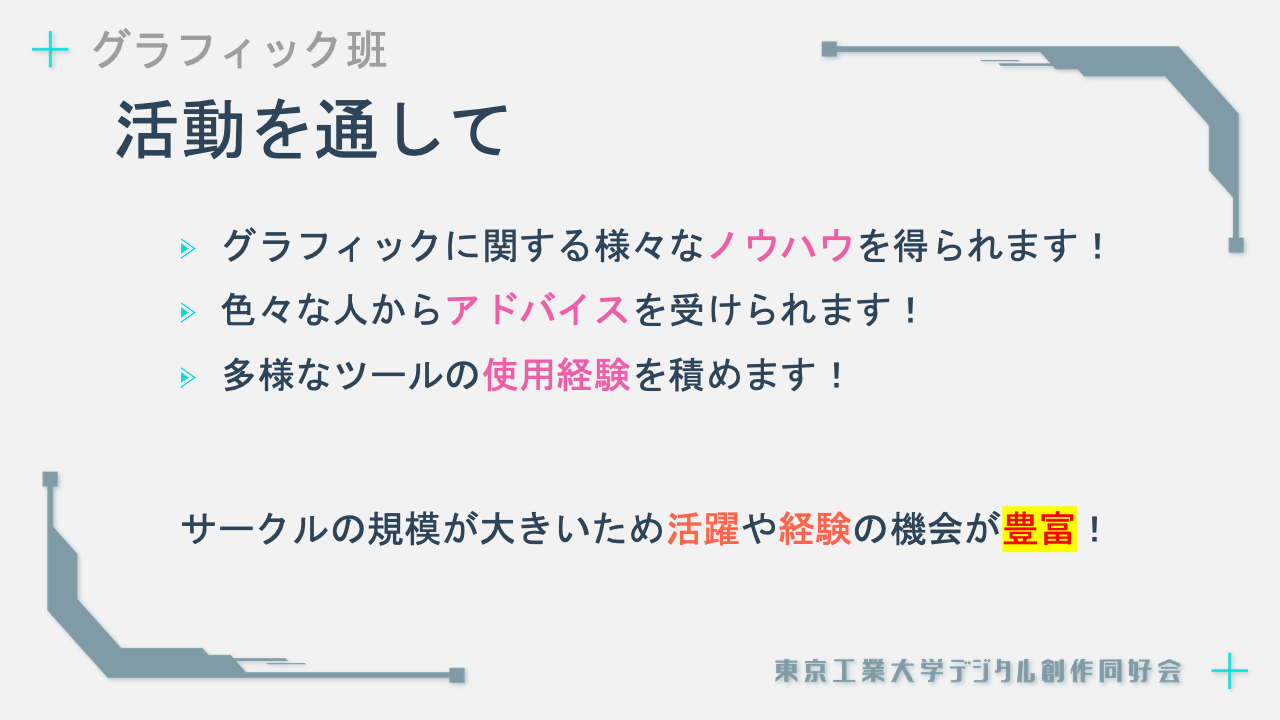 グラフィック班
活動を通して
グラフィックに関する様々なノウハウを得られます！
色々な人からアドバイスを受けられます！
多様なツールの使用経験を積めます！
サークルの規模が大きいため活躍や経験の機会が豊富！
東京工業大学デジタル創作同好会